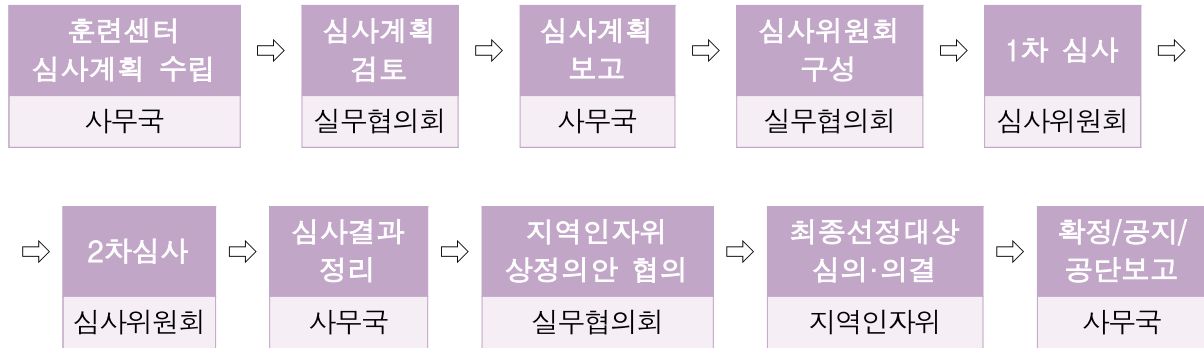 훈련센터
심사계획 수립
사무국
심사계획
검토
실무협의회
심사계획
보고
사무국
심사위원회
구성
실무협의회
1차 심사
심사위원회
2차심사
심사위원회
심사결과
정리
사무국
지역인자위
상정의안 협의
실무협의회
최종선정대상
심의·의결
지역인자위
확정/공지/
공단보고
사무국